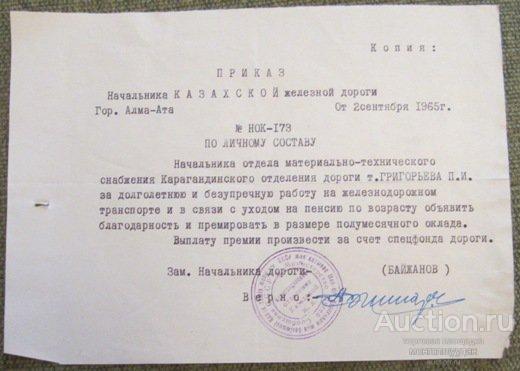 Копия:
ПРИКАЗ
Начальника КАЗАХСКОЙ железной дороги
Гор. Алма-Ата От 2сентября 1965г.
№ НОК-173
ПО ЛИЧНОМУ СОСТАВУ
Начальника отдела материально-технического
снабжения Карагандинского отделения дороги т.ГРИГОРЬЕВА П.И.
за долголетнюю и безупречную работу на железнодорожном
транспорте и в связи с уходом на пенсию по возрасту объявить
благодарность и премировать в размере полумесячного оклада.
Выплату премии произвести за счет спецфонда дороги.
Зам. Начальника дороги- (БАЙЖАНОВ)
Верно:-
Auction.ru
торговая площадка